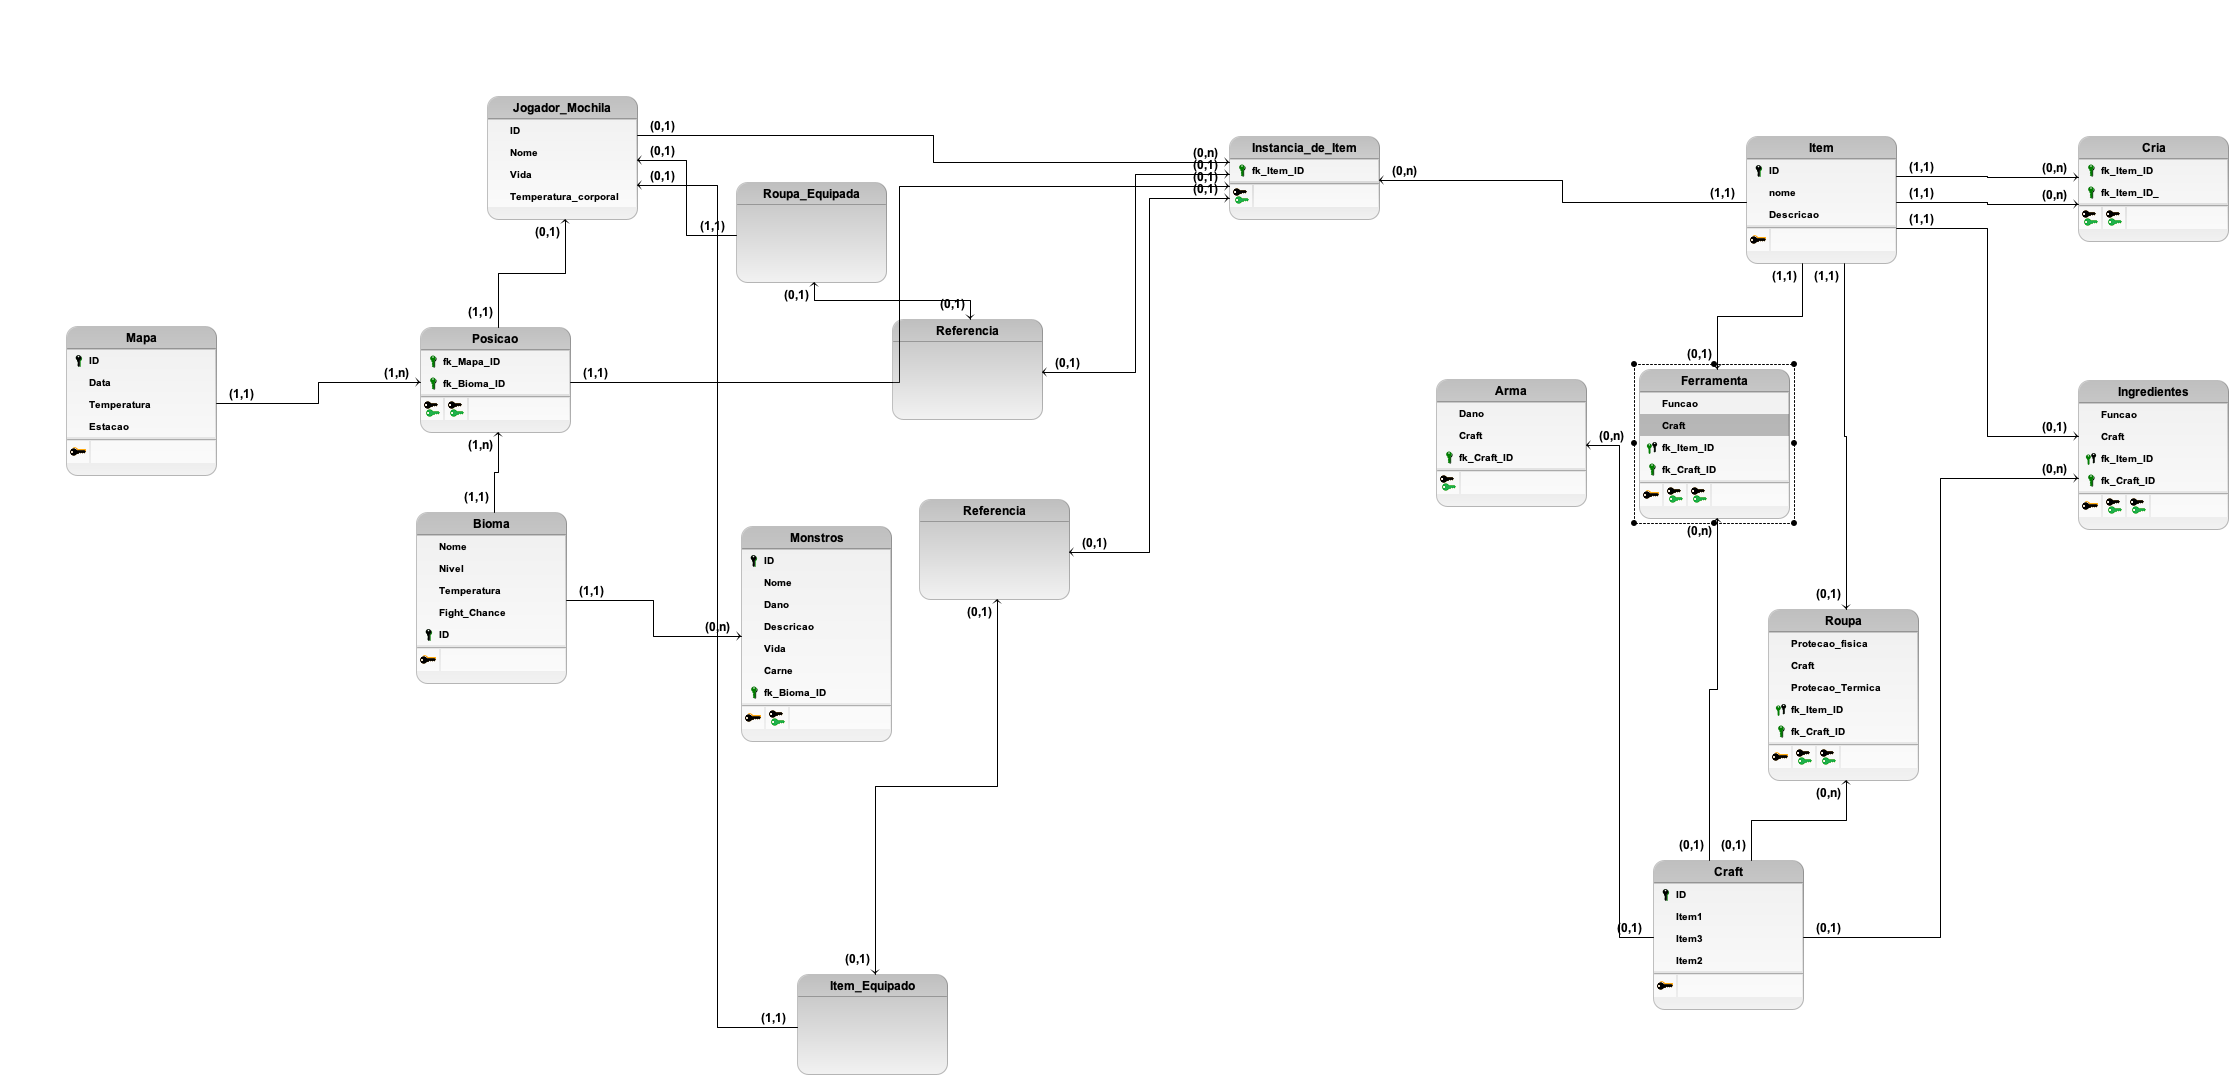 Jogador_Mochila
ID
Nome
Vida
Temperatura_corporal
(0,1)
(0,1)
(0,1)
(0,1)
Roupa_Equipada
(1,1)
(0,1)
(0,n)
(0,1)
(0,1)
(0,1)
Instancia_de_Item
fk_Item_ID
(0,n)
(1,1)
Item
ID
nome
Descricao
(1,1)
(1,1)
(1,1)
(0,n)
(0,n)
Cria
fk_Item_ID
fk_Item_ID_
(1,1)
(1,1)
Mapa
ID
Data
Temperatura
Estacao
(1,1)
(1,n)
(1,1)
Posicao
fk_Mapa_ID
fk_Bioma_ID
(1,1)
(1,n)
(0,1)
Referencia
(0,1)
(0,1)
Arma
Dano
Craft
fk_Craft_ID
(0,n)
Ferramenta
Funcao
Craft
fk_Item_ID
fk_Craft_ID
(0,n)
(0,1)
(0,n)
Ingredientes
Funcao
Craft
fk_Item_ID
fk_Craft_ID
(1,1)
Bioma
Nome
Nivel
Temperatura
Fight_Chance
ID
(1,1)
(0,n)
Monstros
ID
Nome
Dano
Descricao
Vida
Carne
fk_Bioma_ID
Referencia
(0,1)
(0,1)
(0,1)
Roupa
Protecao_fisica
Craft
Protecao_Termica
fk_Item_ID
fk_Craft_ID
(0,n)
(0,1)
(0,1)
Craft
ID
Item1
Item3
Item2
(0,1)
(0,1)
(0,1)
Item_Equipado
(1,1)